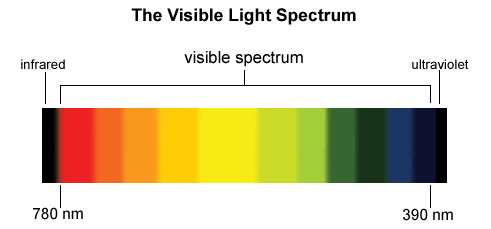 The Visible Light Spectrum
visible spectrum
infrared
ultraviolet
780 nm
390 nm